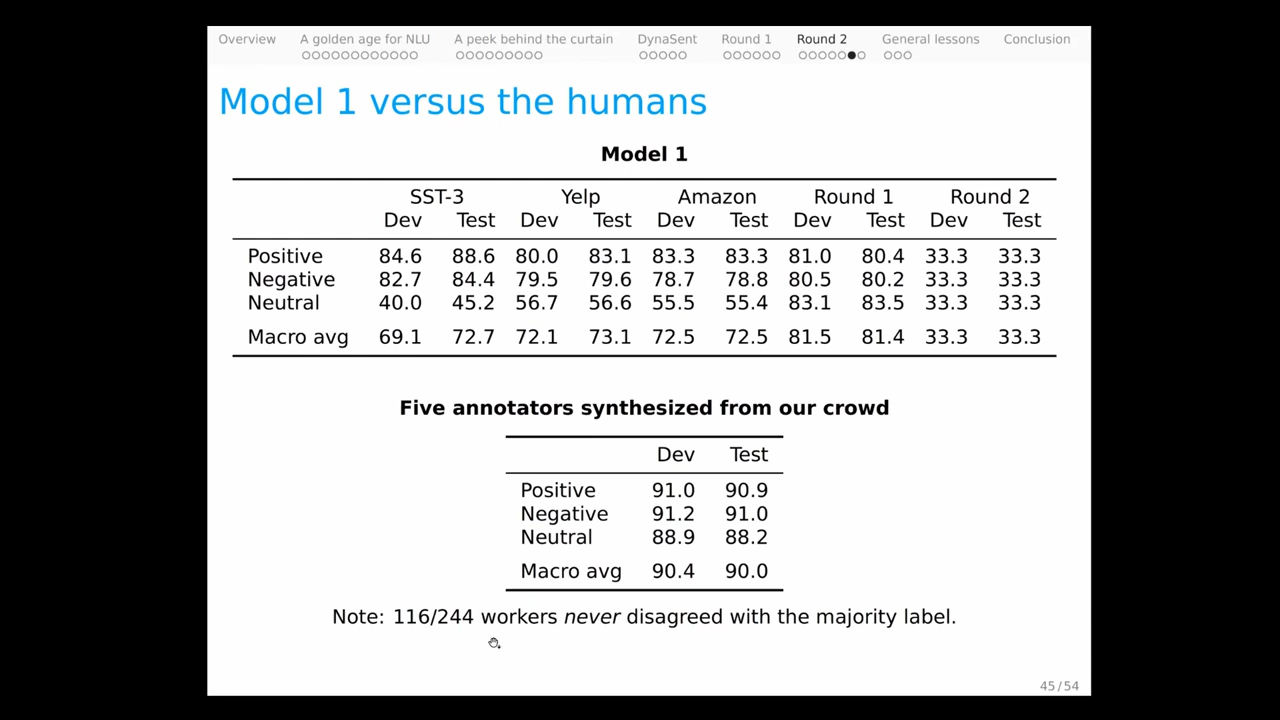 Overview A golden age for NLU A peek behind the curtain DynaSent Round 1 Round 2 General lessons Conclusion
Model 1 versus the humans
Model 1
SST-3 Yelp Amazon Round 1 Round 2
Dev Test Dev Test Dev Test Dev Test Dev Test
Positive 84.6 88.6 80.0 83.1 83.3 83.3 81.0 80.4 33.3 33.3
Negative 82.7 84.4 79.5 79.6 78.7 78.8 80.5 80.2 33.3 33.3
Neutral 40.0 45.2 56.7 56.6 55.5 55.4 83.1 83.5 33.3 33.3
Macro avg 69.1 72.7 72.1 73.1 72.5 72.5 81.5 81.4 33.3 33.3
Five annotators synthesized from our crowd
Dev Test
Positive 91.0 90.9
Negative 91.2 91.0
Neutral 88.9 88.2
Macro avg 90.4 90.0
Note: 116/244 workers never disagreed with the majority label.
45/54